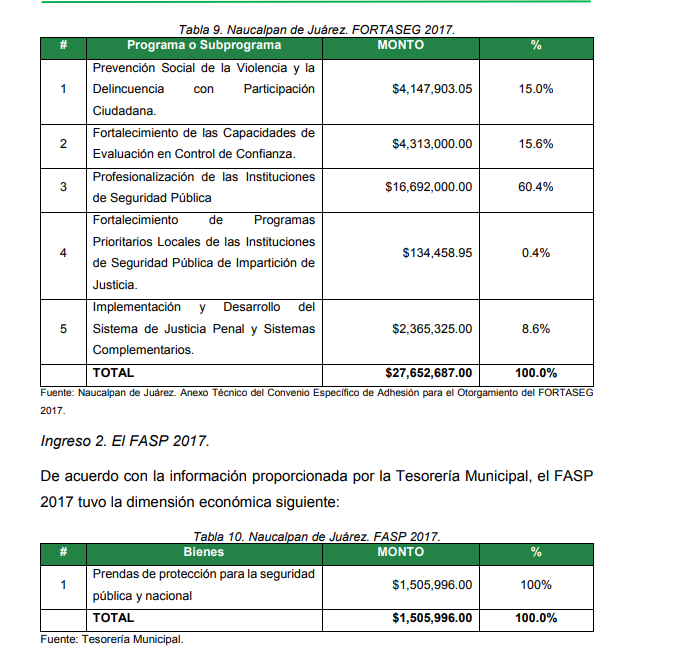 Tabla 9. Naucalpan de Juárez. FORTASEG 2017.
# Programa o Subprograma MONTO %
Prevención Social de la Violencia y la
1 Delincuencia con Participación $4,147,903.05 15.0%
Ciudadana.
Fortalecimiento de las Capacidades de
2 $4,313,000.00 15.6%
Evaluación en Control de Confianza.
Profesionalización de las Instituciones
3 $16,692,000.00 60.4%
de Seguridad Pública
Fortalecimiento de Programas
Prioritarios Locales de las Instituciones
4 $134,458.95 0.4%
de Seguridad Pública de Impartición de
Justicia.
Implementación y Desarrollo del
5 Sistema de Justicia Penal y Sistemas $2,365,325.00 8.6%
Complementarios.
TOTAL $27,652,687.00 100.0%
Fuente: Naucalpan de Juárez. Anexo Técnico del Convenio Específico de Adhesión para el Otorgamiento del FORTASEG
2017.
Ingreso 2. El FASP 2017.
De acuerdo con la información proporcionada por la Tesorería Municipal, el FASP
2017 tuvo la dimensión económica siguiente:
Tabla 10. Naucalpan de Juárez. FASP 2017.
# Bienes MONTO %
Prendas de protección para la seguridad
1 $1,505,996.00 100%
pública y nacional
TOTAL $1,505,996.00 100.0%
Fuente: Tesorería Municipal.